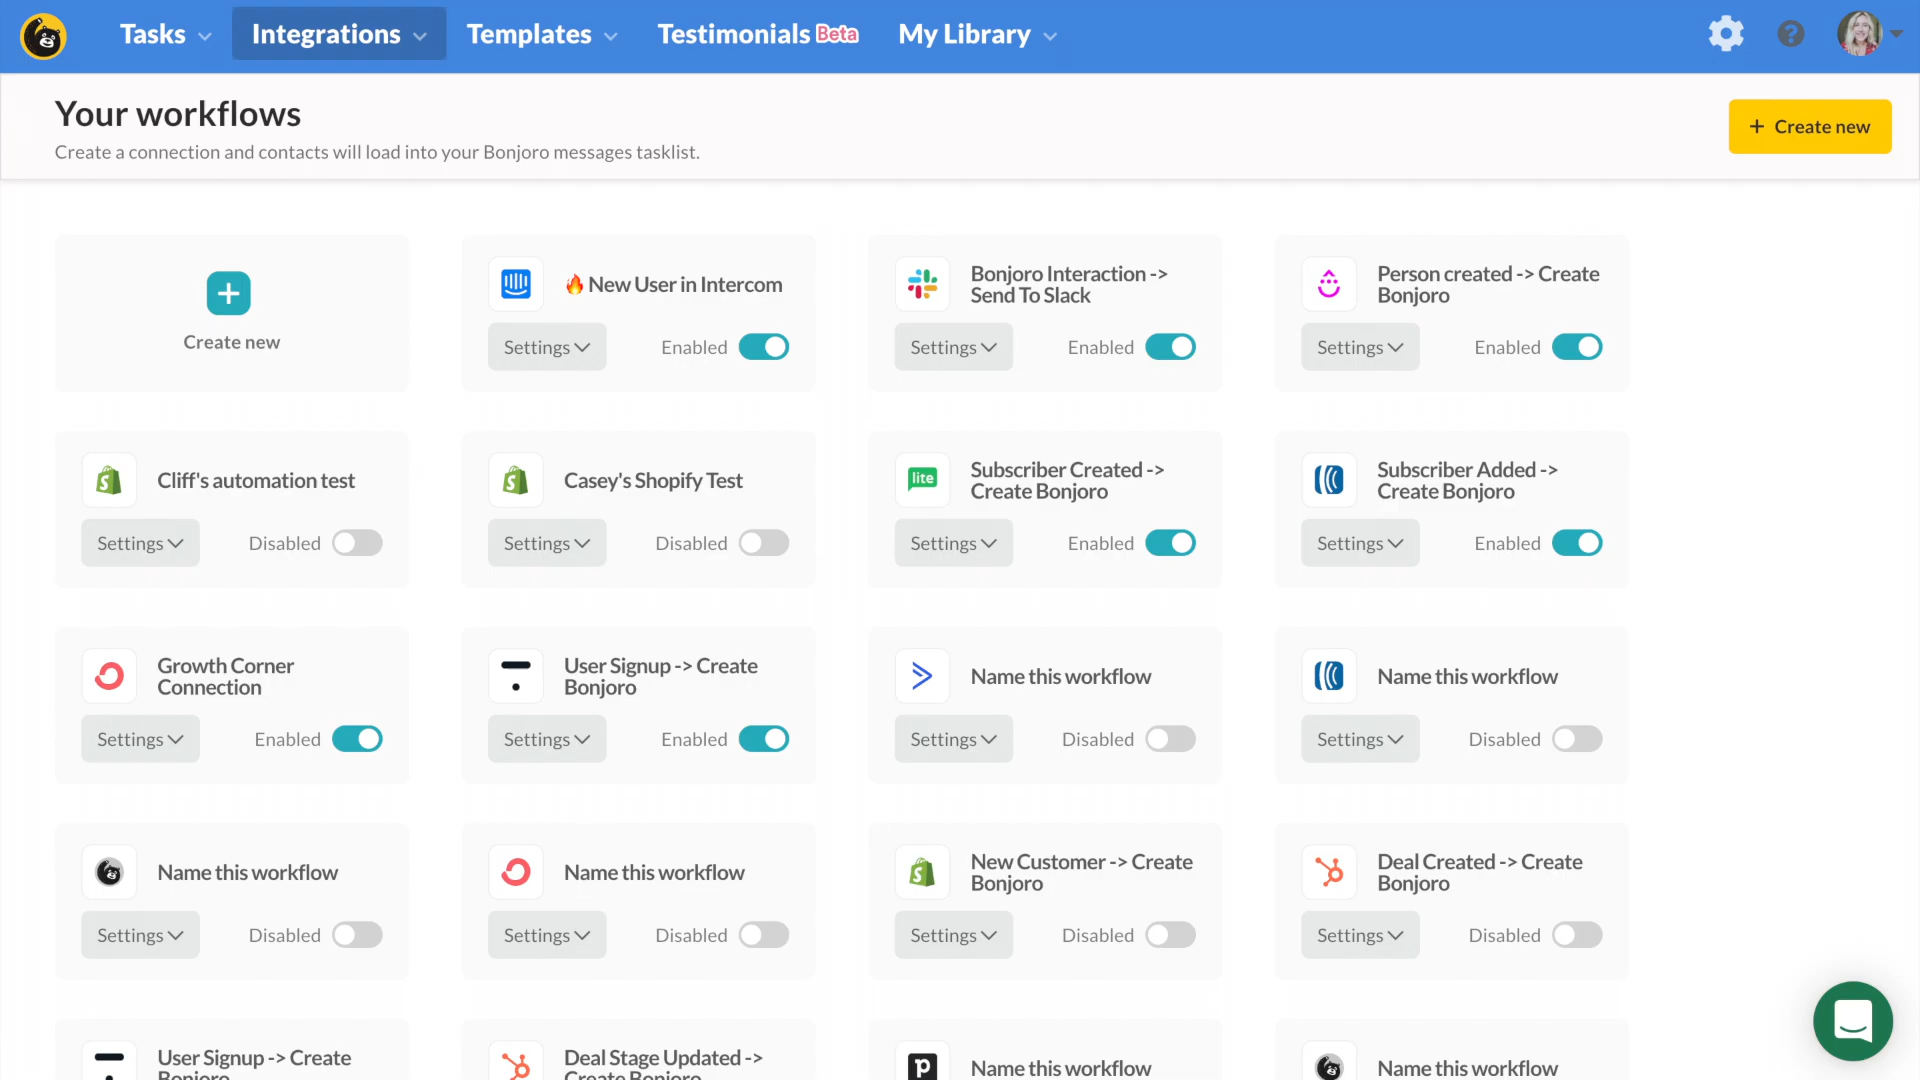 Tasks
Integrations
Templates
Testimonials Beta
My Library
Your workflows
Create a connection and contacts will load into your Bonjoro messages tasklist.
+ Create new
Create new
🔥 New User in Intercom
Settings
Enabled
Bonjoro Interaction ->
Send To Slack
Settings
Enabled
Person created -> Create
Bonjoro
Settings
Enabled
Cliff's automation test
Settings
Disabled
Casey's Shopify Test
Settings
Disabled
lite
Subscriber Created ->
Create Bonjoro
Settings
Enabled
Subscriber Added ->
Create Bonjoro
Settings
Enabled
Growth Corner
Connection
Settings
Enabled
User Signup -> Create
Bonjoro
Settings
Enabled
Name this workflow
Settings
Disabled
Name this workflow
Settings
Disabled
Name this workflow
Settings
Disabled
Name this workflow
Settings
Disabled
New Customer -> Create
Bonjoro
Settings
Disabled
Deal Created -> Create
Bonjoro
Settings
Disabled
User Signup -> Create
Bonjoro
Deal Stage Updated ->
Create Bonjoro
Name this workflow
Name this workflow